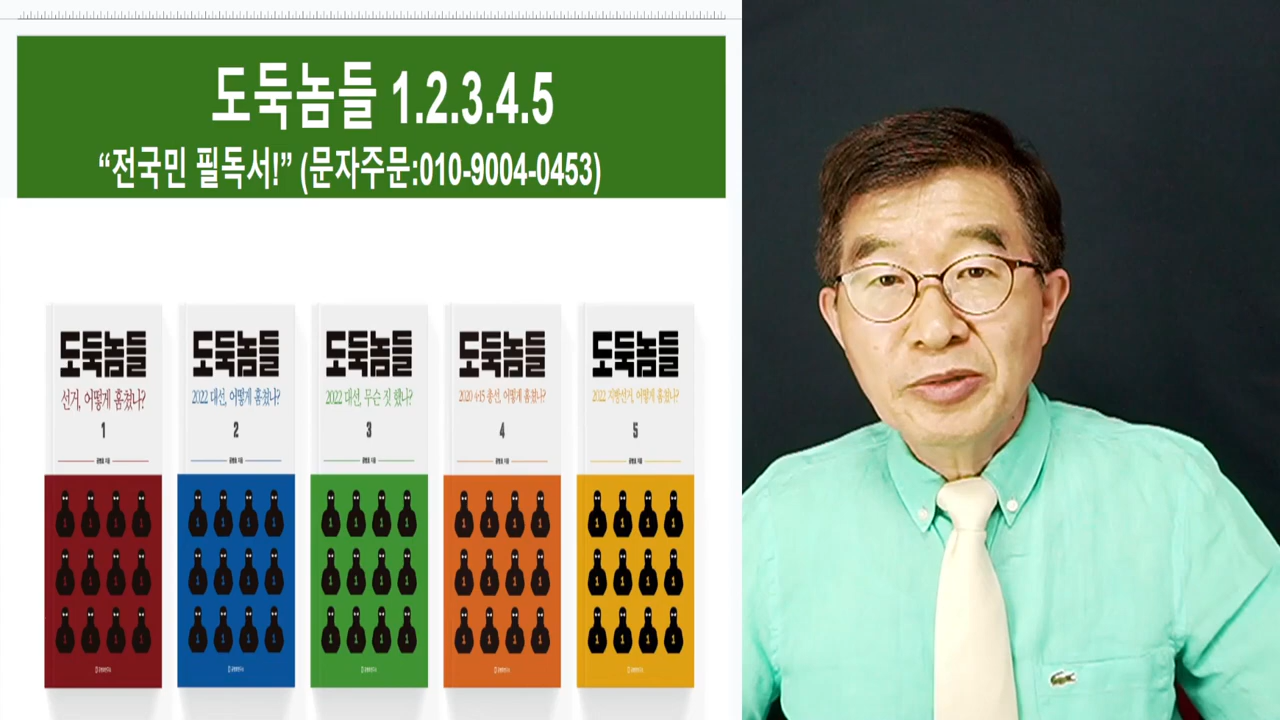 도둑놈들 1.2.3.4.5
“전국민 필독서!” (문자주문:010-9004-0453)
도둑놈들
선거, 어떻게 훔쳤나?
1
도둑놈들
2022 대선, 어떻게 훔쳤나?
2
도둑놈들
2022 대선, 무슨 짓 했나?
3
도둑놈들
2020 4·15 총선, 어떻게 훔쳤나?
4
도둑놈들
2022 지방선거, 어떻게 훔쳤나?
5